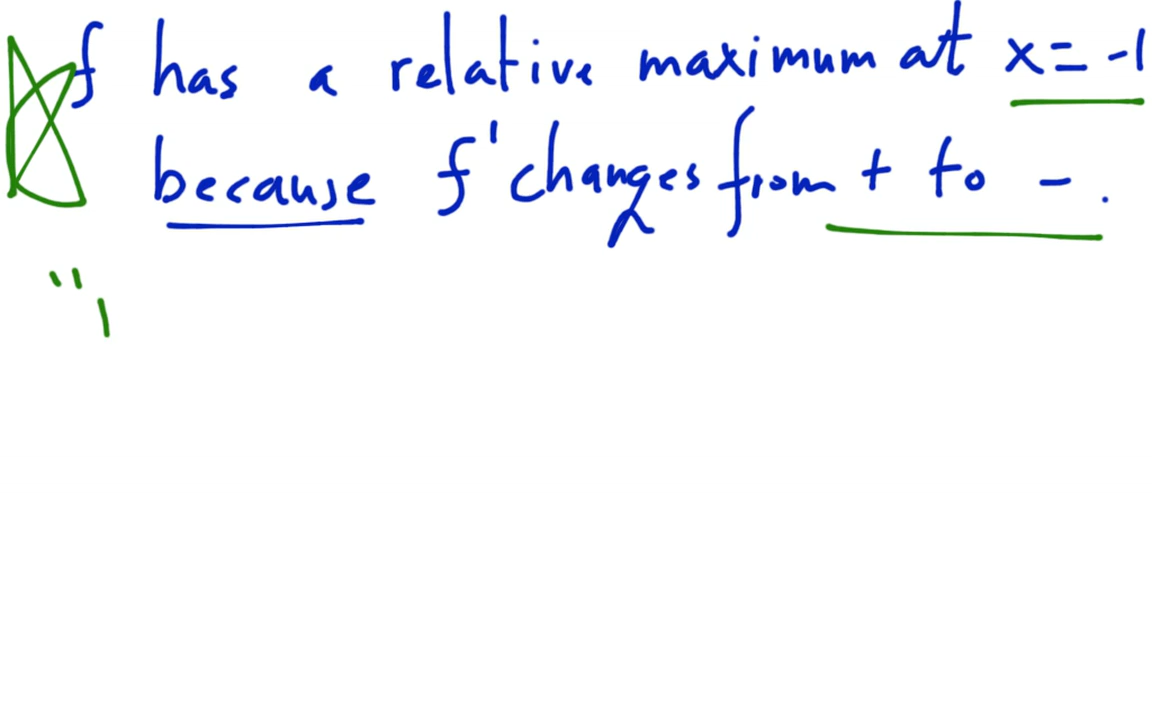 f has a relative maximum at x = -1
because f' changes from + to - .